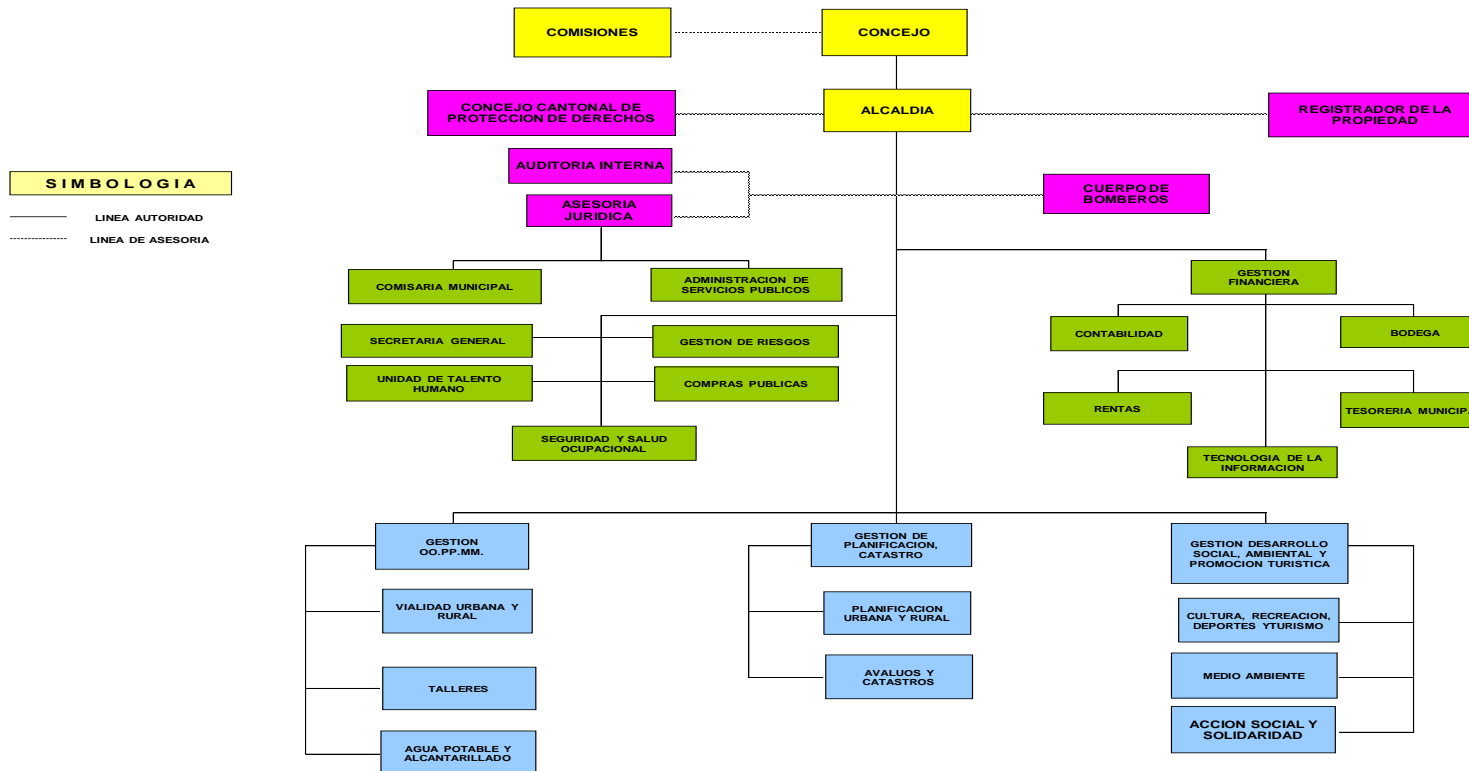 COMISIONES
CONCEJO
CONCEJO CANTONAL DE
PROTECCION DE DERECHOS
ALCALDIA
REGISTRADOR DE LA
PROPIEDAD
AUDITORIA INTERNA
SIMBOLOGIA
CUERPO DE
BOMBEROS
ASESORIA
JURIDICA
LINEA AUTORIDAD
LINEA DE ASESORIA
COMISARIA MUNICIPAL
ADMINISTRACION DE
SERVICIOS PUBLICOS
GESTION
FINANCIERA
SECRETARIA GENERAL
GESTION DE RIESGOS
CONTABILIDAD
BODEGA
UNIDAD DE TALENTO
HUMANO
COMPRAS PUBLICAS
RENTAS
TESORERIA MUNICIPA
SEGURIDAD Y SALUD
OCUPACIONAL
TECNOLOGIA DE LA
INFORMACION
GESTION
OO.PP.MM.
GESTION DE
PLANIFICACION,
CATASTRO
GESTION DESARROLLO
SOCIAL, AMBIENTAL Y
PROMOCION TURISTICA
VIALIDAD URBANA Y
RURAL
PLANIFICACION
URBANA Y RURAL
CULTURA, RECREACION,
DEPORTES YTURISMO
TALLERES
AVALUOS Y
CATASTROS
MEDIO AMBIENTE
AGUA POTABLE Y
ALCANTARILLADO
ACCION SOCIAL Y
SOLIDARIDAD